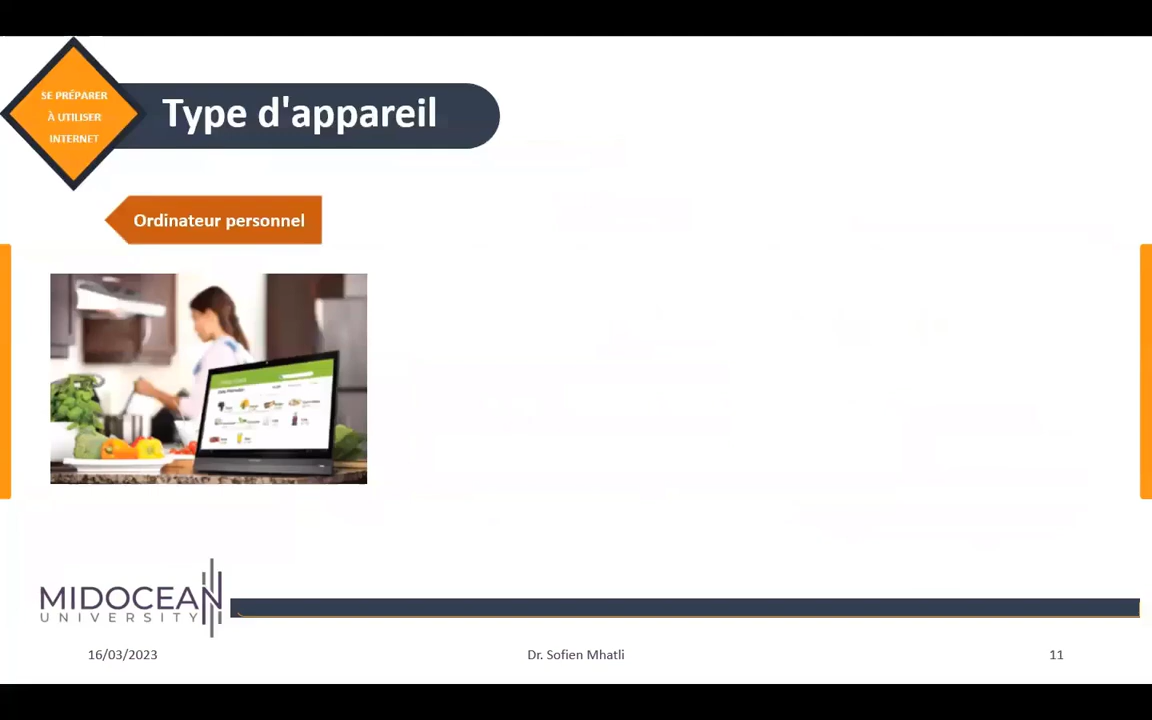 SE PRÉPARER
À UTILISER
INTERNET
Type d'appareil
Ordinateur personnel
MIDOCEAN
UNIVERSITY
16/03/2023
Dr. Sofien Mhatli
11